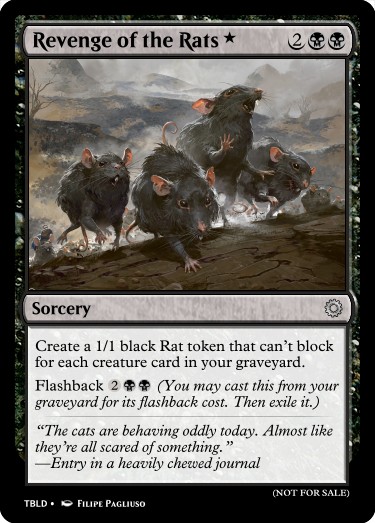 Revenge of the Rats ★ 2
Sorcery
Create a 1/1 black Rat token that can't block
for each creature card in your graveyard.
Flashback 2 (You may cast this from your
graveyard for its flashback cost. Then exile it.)
“The cats are behaving oddly today. Almost like
they're all scared of something.”
—Entry in a heavily chewed journal
(NOT FOR SALE)
TBLD • Filipe Pagliuso